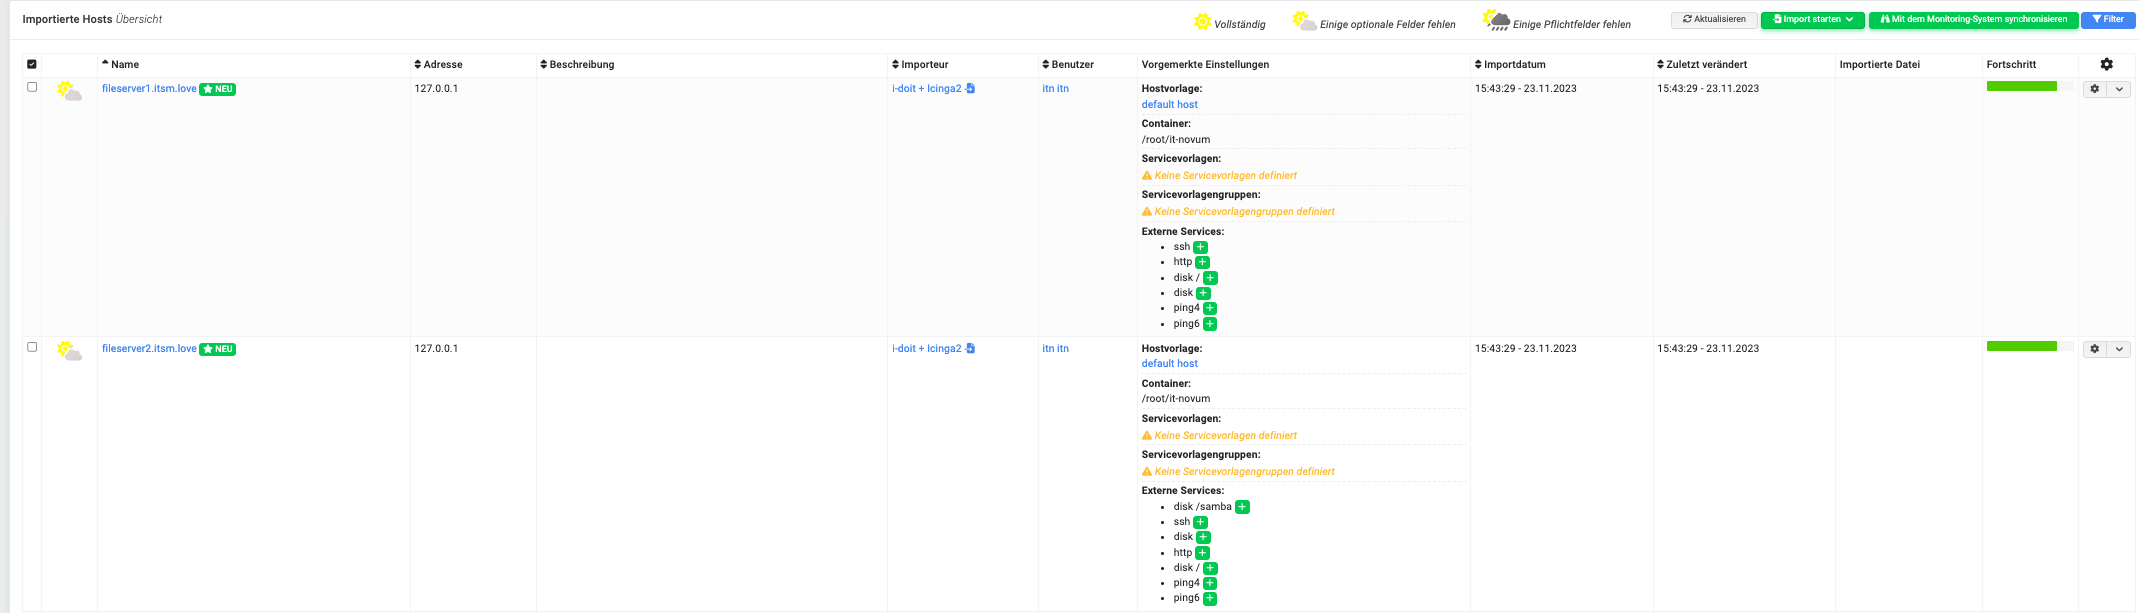 Importierte Hosts Übersicht
Vollständig Einige optionale Felder fehlen Einige Pflichtfelder fehlen Aktualisieren Import starten Mit dem Monitoring-System synchronisieren Filter
Name Adresse Beschreibung Importeur Benutzer Vorgemerkte Einstellungen Importdatum Zuletzt verändert Importierte Datei Fortschritt
fileserver1.itsm.love NEU 127.0.0.1 i-doit + Icinga2 itn itn Hostvorlage: 15:43:29 - 23.11.2023 15:43:29 - 23.11.2023
default host
Container:
/root/it-novum
Servicevorlagen:
Keine Servicevorlagen definiert
Servicevorlagengruppen:
Keine Servicevorlagengruppen definiert
Externe Services:
• ssh +
• http +
• disk / +
• disk +
• ping4 +
• ping6 +
fileserver2.itsm.love NEU 127.0.0.1 i-doit + Icinga2 itn itn Hostvorlage: 15:43:29 - 23.11.2023 15:43:29 - 23.11.2023
default host
Container:
/root/it-novum
Servicevorlagen:
Keine Servicevorlagen definiert
Servicevorlagengruppen:
Keine Servicevorlagengruppen definiert
Externe Services:
• disk /samba +
• ssh +
• disk +
• http +
• disk / +
• ping4 +
• ping6 +